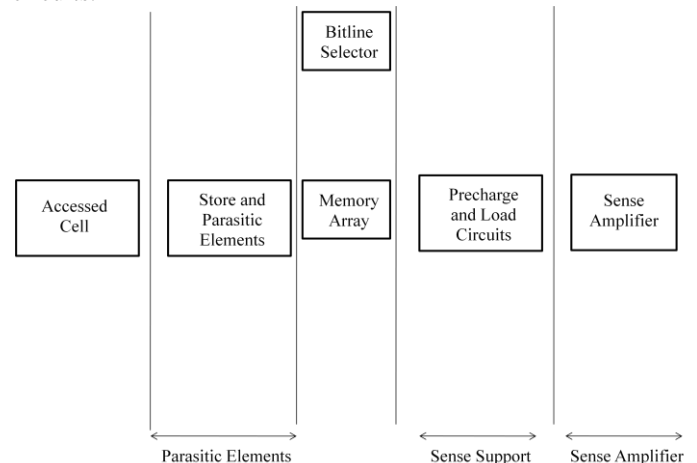 Bitline
Selector
Accessed
Cell
Store and
Parasitic
Elements
Memory
Array
Precharge
and Load
Circuits
Sense
Amplifier
Parasitic Elements
Sense Support
Sense Amplifier